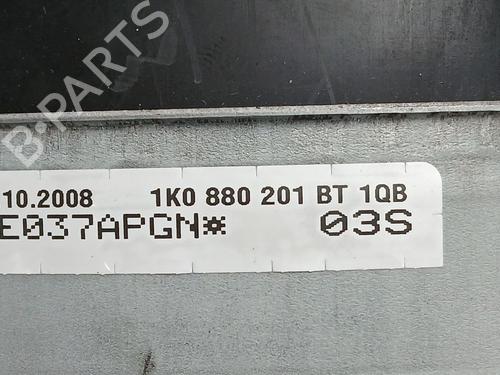 B-PARTS
10.2008 1K0 880 201 BT 1QB
E037APGN* 03S